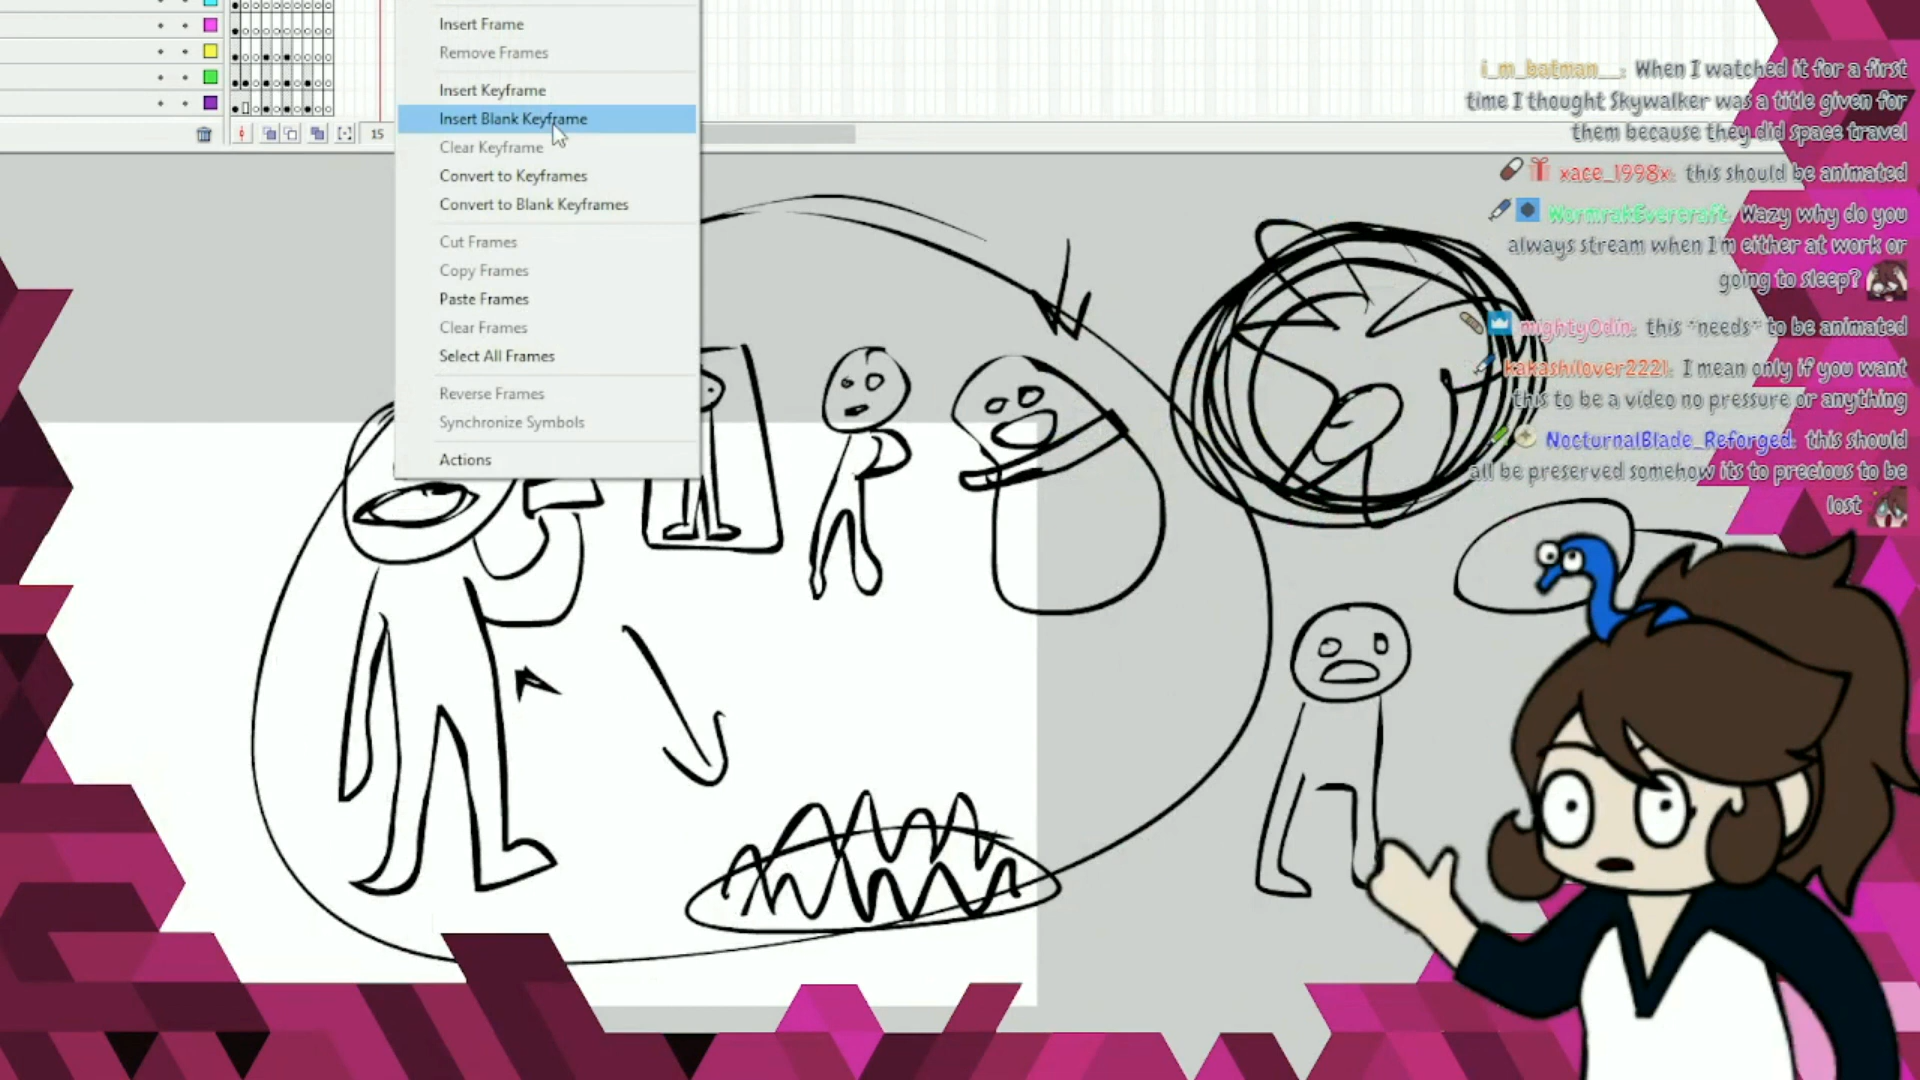 Insert Frame
Remove Frames
Insert Keyframe
Insert Blank Keyframe
Clear Keyframe
Convert to Keyframes
Convert to Blank Keyframes
Cut Frames
Copy Frames
Paste Frames
Clear Frames
Select All Frames
Reverse Frames
Synchronize Symbols
Actions
15
i_m_batman__: When I watched it for a first
time I thought Skywalker was a title given for
them because they did space travel
xace_1998x: this should be animated
WormrahEvercraft: Wazy why do you
always stream when I'm either at work or
going to sleep?
mightyOdin: this *needs* to be animated
kakashilover2221: I mean only if you want
this to be a video no pressure or anything
NocturnalBlade_Reforged: this should
all be preserved somehow its to precious to be
lost